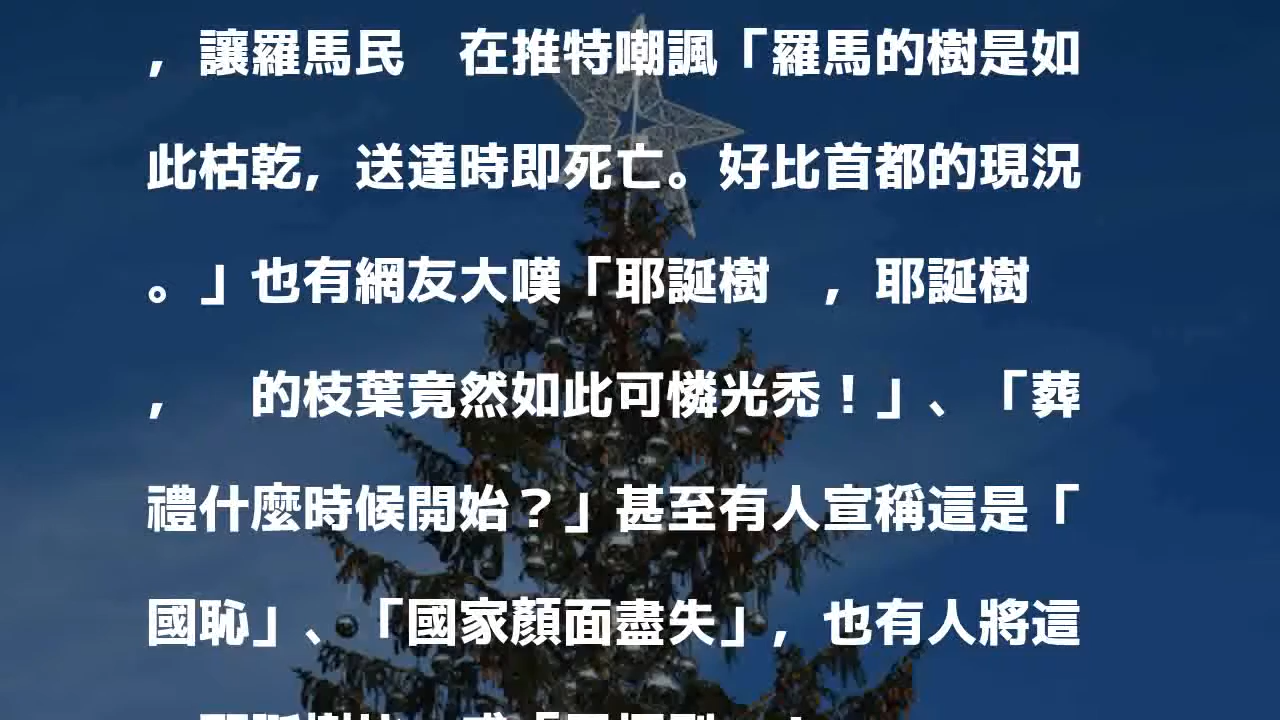 ，讓羅馬民　在推特嘲諷「羅馬的樹是如
此枯乾，送達時即死亡。好比首都的現況
。」也有網友大嘆「耶誕樹　，耶誕樹
，　的枝葉竟然如此可憐光禿！」、「葬
禮什麼時候開始？」甚至有人宣稱這是「
國恥」、「國家顏面盡失」，也有人將這